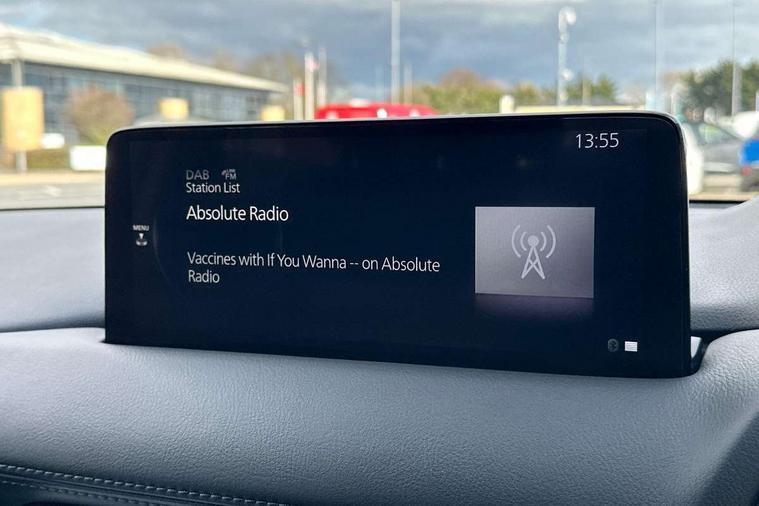 13:55
DAB FM
Station List
Absolute Radio
MENU
Vaccines with If You Wanna -- on Absolute
Radio